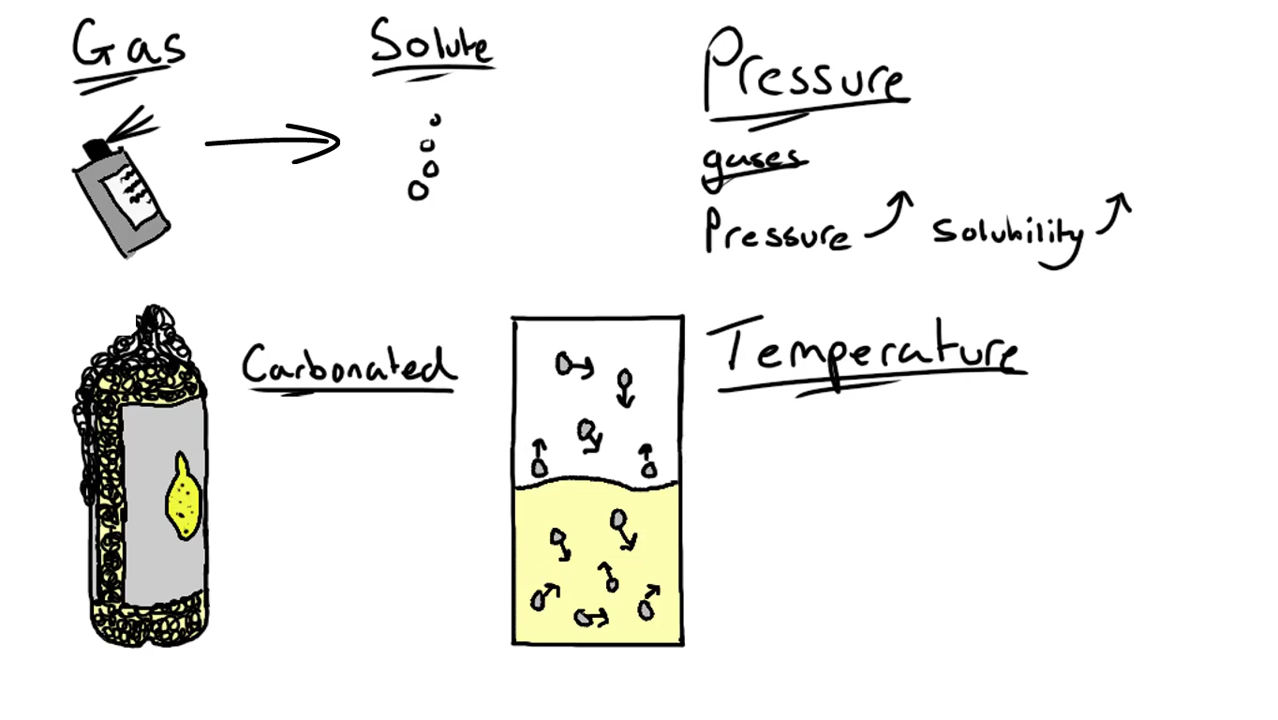 Gas
Solute
Pressure
gases
Pressure ↗ Solubility ↗
Carbonated
Temperature